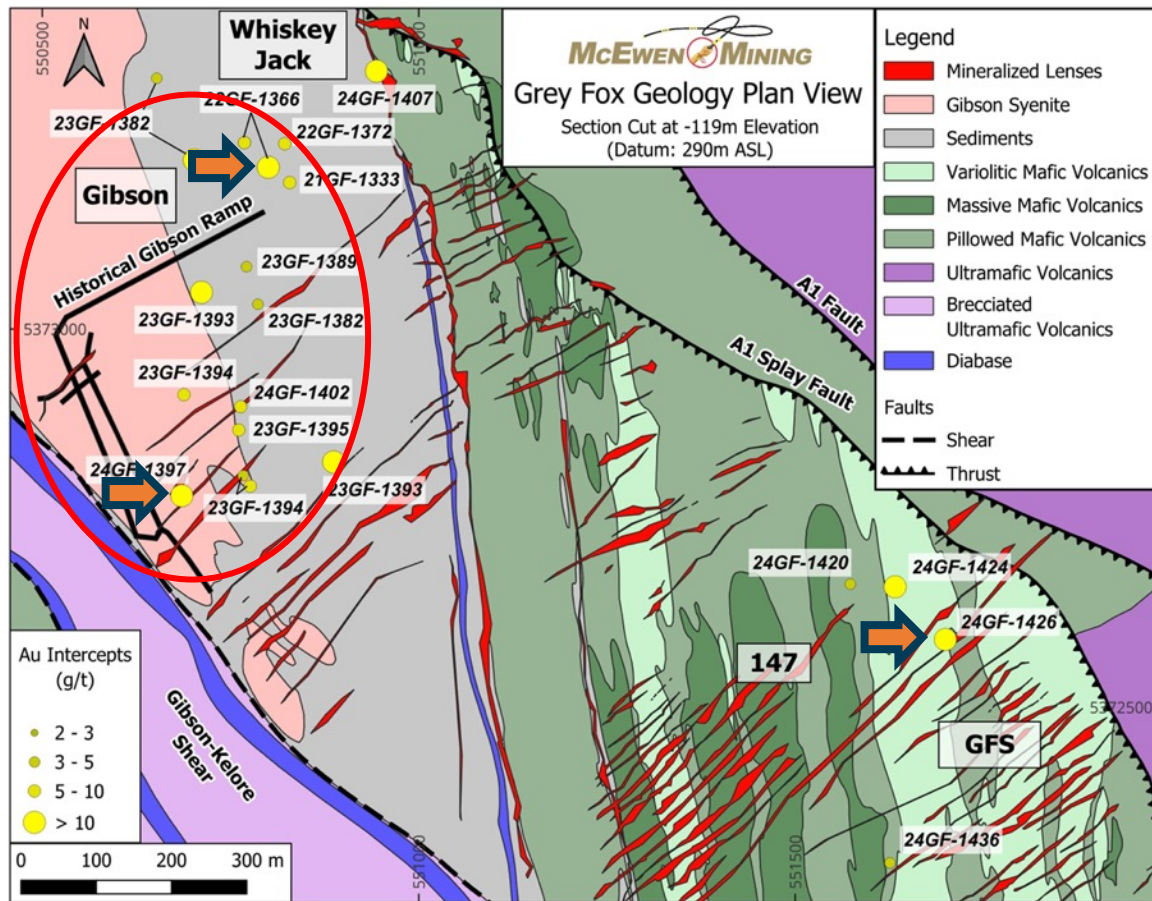 McEWEN MINING
Grey Fox Geology Plan View
Section Cut at -119m Elevation
(Datum: 290m ASL)
Legend
Mineralized Lenses
Gibson Syenite
Sediments
Variolitic Mafic Volcanics
Massive Mafic Volcanics
Pillowed Mafic Volcanics
Ultramafic Volcanics
Brecciated
Ultramafic Volcanics
Diabase
Faults
Shear
Thrust
550500
551000
N
Whiskey
Jack
24GF-1407
22GF-1366
23GF-1382
22GF-1372
21GF-1333
Gibson
Historical Gibson Ramp
23GF-1389
23GF-1393
23GF-1382
5373000
A1 Fault
A1 Splay Fault
23GF-1394
24GF-1402
23GF-1395
24GF-1397
23GF-1393
23GF-1394
24GF-1420
24GF-1424
24GF-1426
147
5372500
GFS
Gibson-Kelore
Shear
24GF-1436
551000
551500
Au Intercepts
(g/t)
2 - 3
3 - 5
5 - 10
> 10
0 100 200 300 m